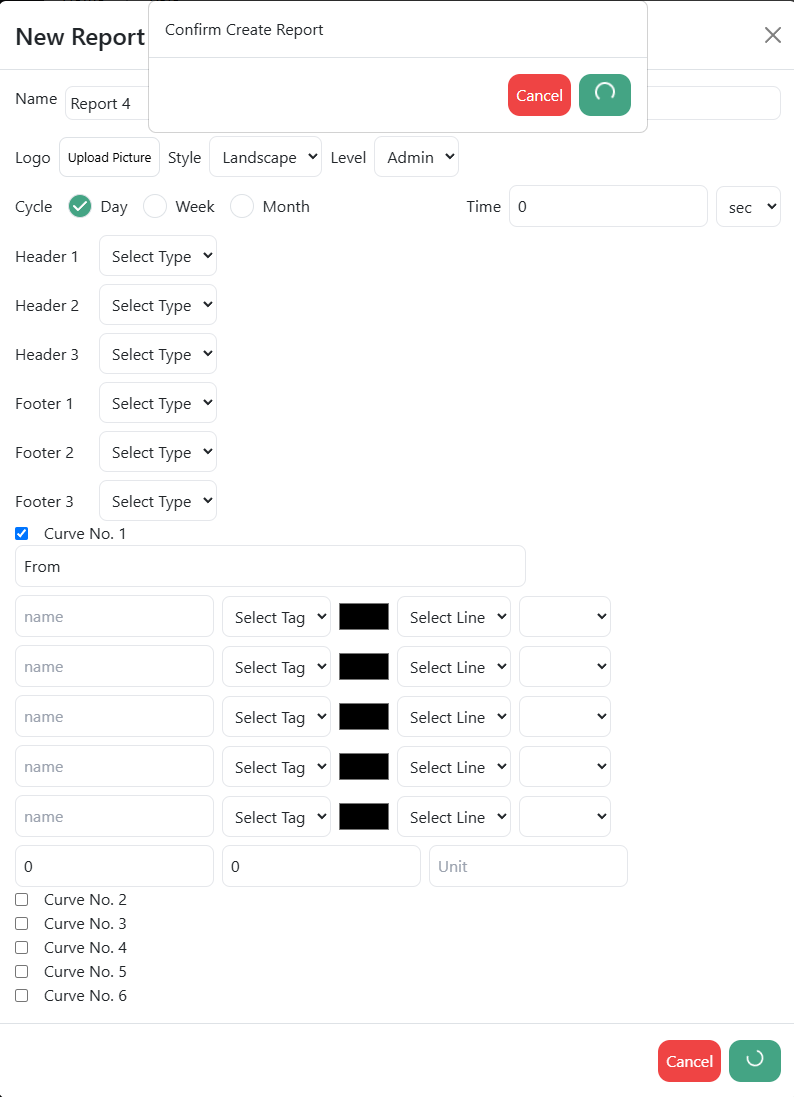 New Report
Confirm Create Report
Cancel
Name Report 4
Logo Upload Picture Style Landscape Level Admin
Cycle Day Week Month Time 0 sec
Header 1 Select Type
Header 2 Select Type
Header 3 Select Type
Footer 1 Select Type
Footer 2 Select Type
Footer 3 Select Type
Curve No. 1
From
name Select Tag Select Line
name Select Tag Select Line
name Select Tag Select Line
name Select Tag Select Line
name Select Tag Select Line
0 0 Unit
Curve No. 2
Curve No. 3
Curve No. 4
Curve No. 5
Curve No. 6
Cancel